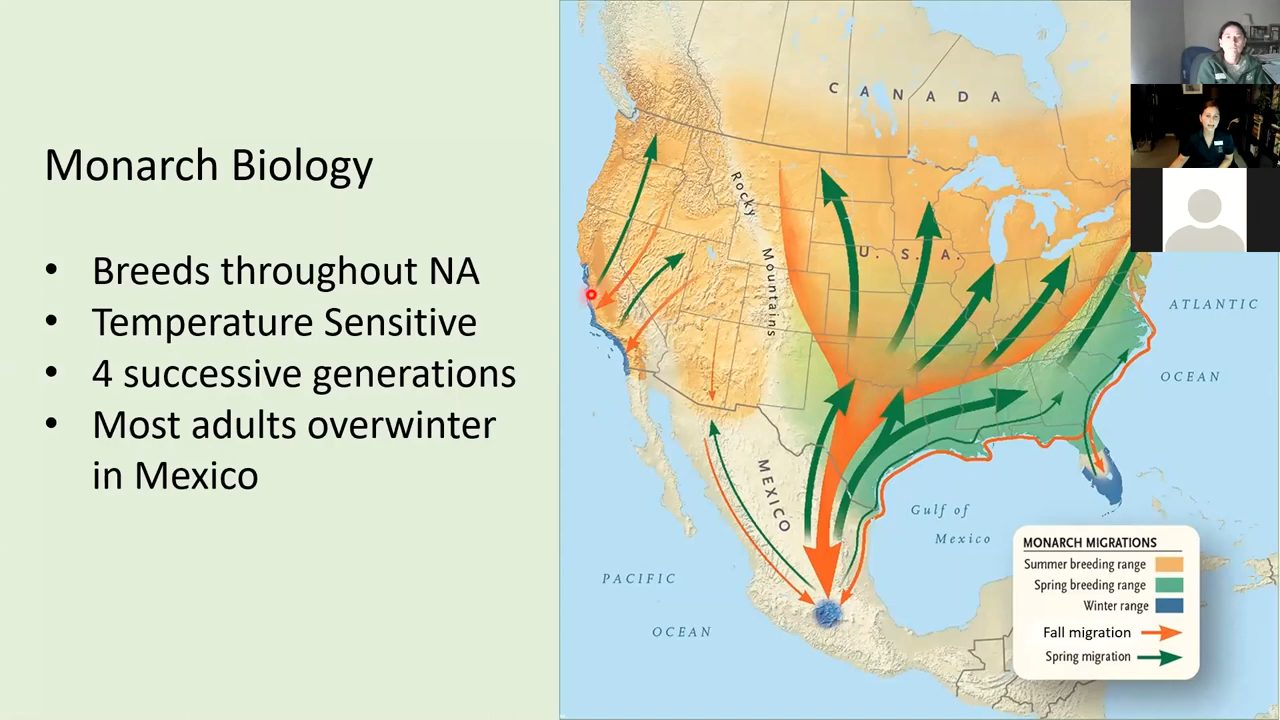 Monarch Biology
• Breeds throughout NA
• Temperature Sensitive
• 4 successive generations
• Most adults overwinter
in Mexico
CANADA
Rocky
Mountains
U. S. A.
MEXICO
ATLANTIC
OCEAN
Gulf of
Mexico
PACIFIC
OCEAN
MONARCH MIGRATIONS
Summer breeding range
Spring breeding range
Winter range
Fall migration
Spring migration